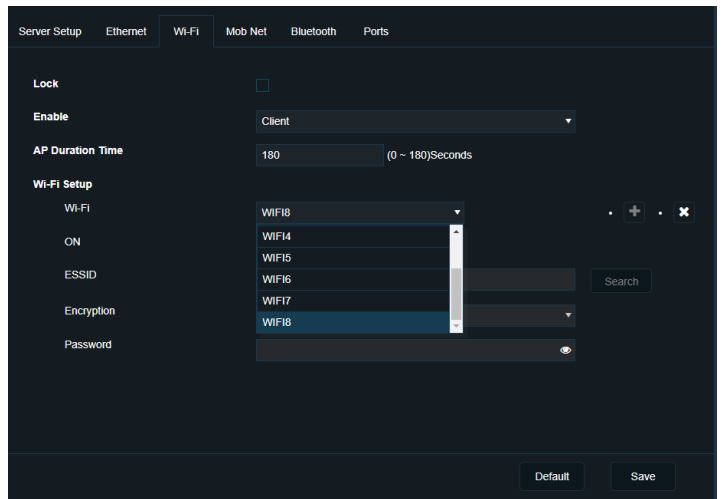 Server Setup Ethernet Wi-Fi Mob Net Bluetooth Ports
Lock
Enable Client
AP Duration Time 180 (0 ~ 180)Seconds
Wi-Fi Setup
Wi-Fi WIFI8
WIFI4
ON
WIFI5
ESSID WIFI6 Search
WIFI7
Encryption
WIFI8
Password
Default Save